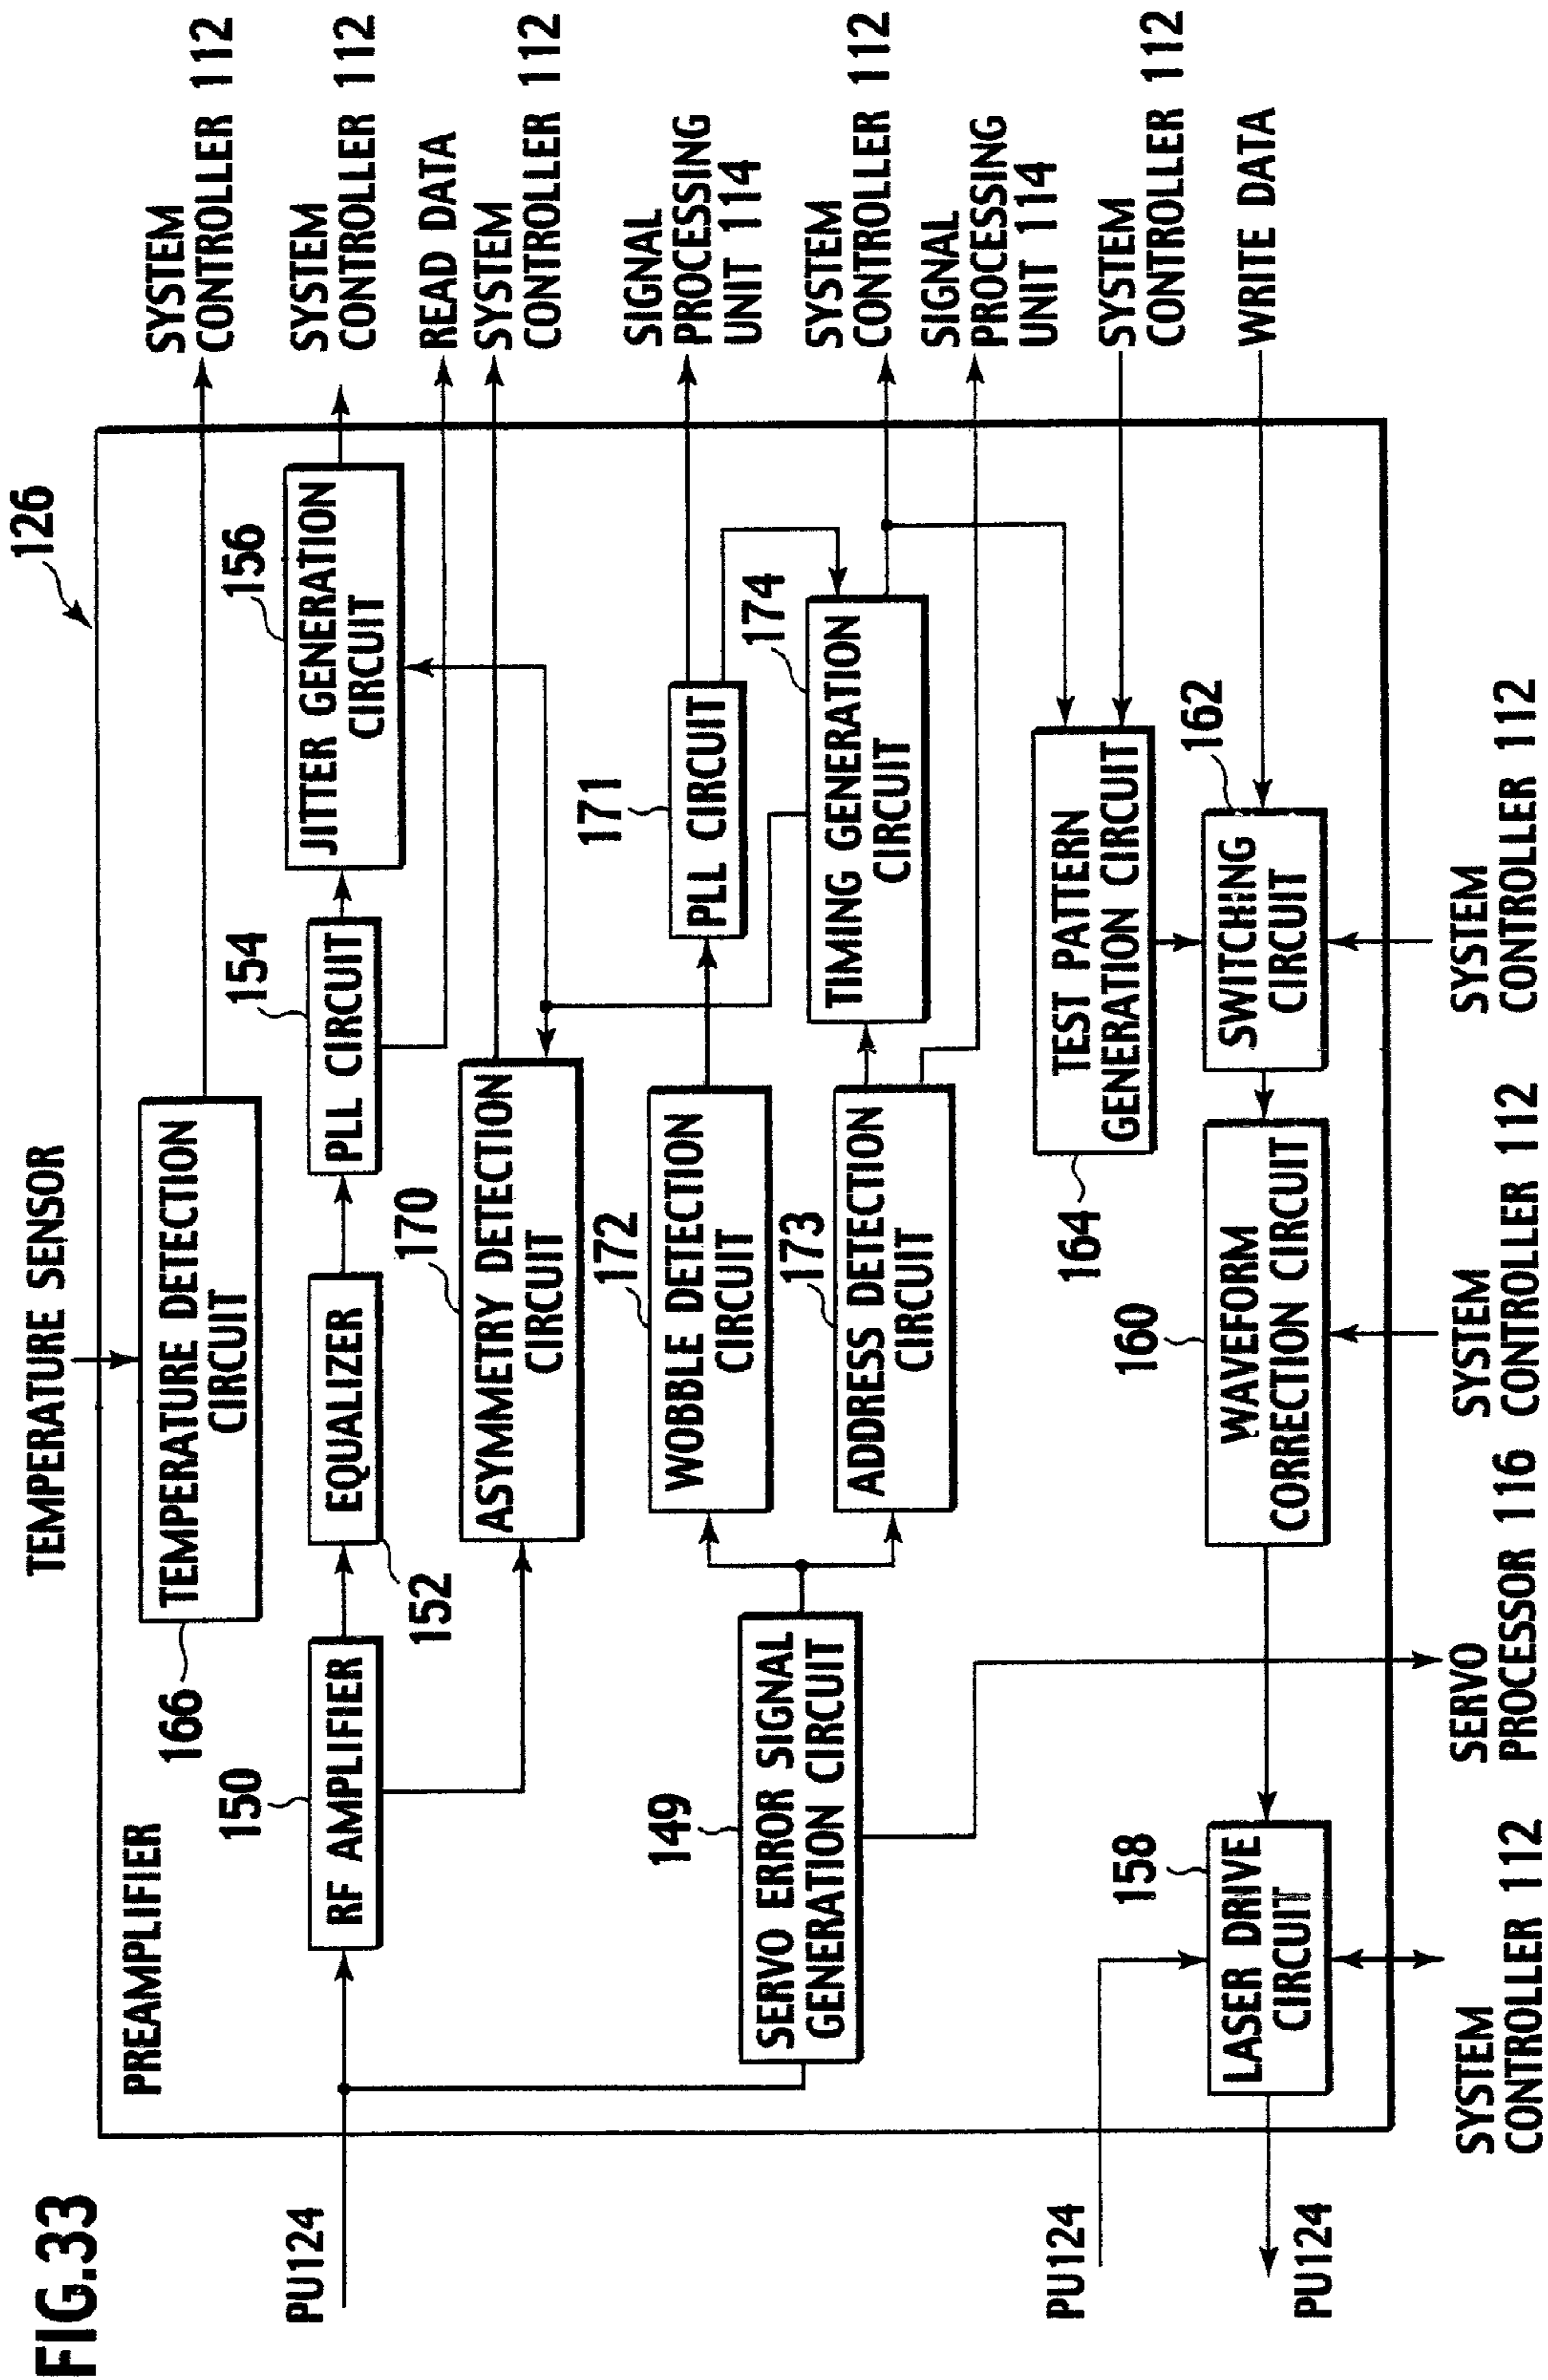 FIG.33
126
PREAMPLIFIER
TEMPERATURE SENSOR
166
TEMPERATURE DETECTION
CIRCUIT
SYSTEM
CONTROLLER 112
PU124
150
RF AMPLIFIER
152
EQUALIZER
154
PLL CIRCUIT
156
JITTER GENERATION
CIRCUIT
SYSTEM
CONTROLLER 112
READ DATA
170
ASYMMETRY DETECTION
CIRCUIT
SYSTEM
CONTROLLER 112
149
SERVO ERROR SIGNAL
GENERATION CIRCUIT
172
WOBBLE DETECTION
CIRCUIT
171
PLL CIRCUIT
SIGNAL
PROCESSING
UNIT 114
173
ADDRESS DETECTION
CIRCUIT
174
TIMING GENERATION
CIRCUIT
SYSTEM
CONTROLLER 112
SIGNAL
PROCESSING
UNIT 114
164
TEST PATTERN
GENERATION CIRCUIT
SYSTEM
CONTROLLER 112
PU124
PU124
158
LASER DRIVE
CIRCUIT
160
WAVEFORM
CORRECTION CIRCUIT
162
SWITCHING
CIRCUIT
WRITE DATA
SYSTEM
CONTROLLER 112
SERVO
PROCESSOR 116
SYSTEM
CONTROLLER 112
SYSTEM
CONTROLLER 112